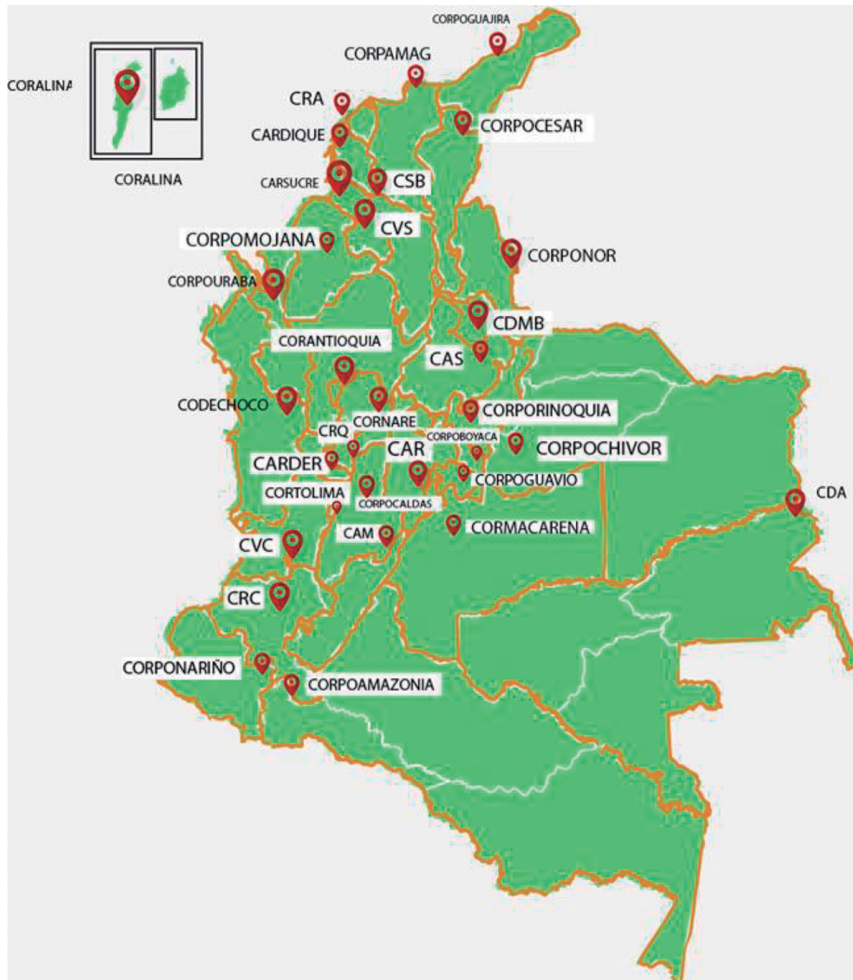 CORPOGUAJIRA
CORPAMAG
CORALINA
CRA
CORPOCESAR
CARDIQUE
CORALINA
CARSUCRE
CSB
CVS
CORPOMOJANA
CORPONOR
CORPOURABA
CDMB
CORANTIOQUIA
CAS
CODECHOCO
CORNARE
CORPORINOQUIA
CRQ
CORPOBOYACA
CAR
CORPOCHIVOR
CARDER
CORPOGUAVIO
CORTOLIMA
CORPOCALDAS
CDA
CAM
CORMACARENA
CVC
CRC
CORPONARIÑO
CORPOAMAZONIA